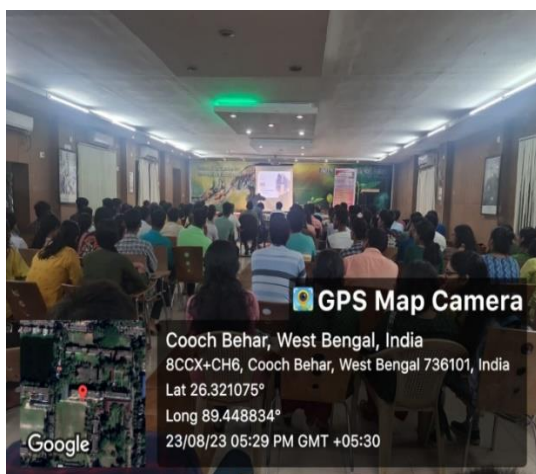 GPS Map Camera
Cooch Behar, West Bengal, India
8CCX+CH6, Cooch Behar, West Bengal 736101, India
Lat 26.321075°
Long 89.448834°
23/08/23 05:29 PM GMT +05:30
Google